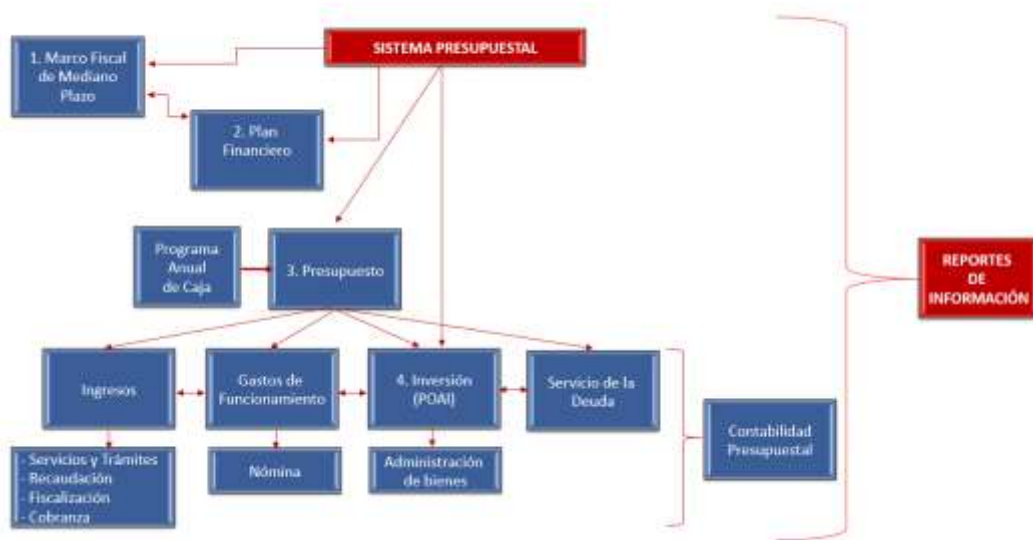 SISTEMA PRESUPUESTAL
1. Marco Fiscal
de Mediano
Plazo
2. Plan
Financiero
Programa
Anual
de Caja
3. Presupuesto
REPORTES
DE
INFORMACIÓN
Ingresos
Gastos de
Funcionamiento
4. Inversión
(POAI)
Servicio de la
Deuda
Contabilidad
Presupuestal
- Servicios y Trámites
- Recaudación
- Fiscalización
- Cobranza
Nómina
Administración
de bienes